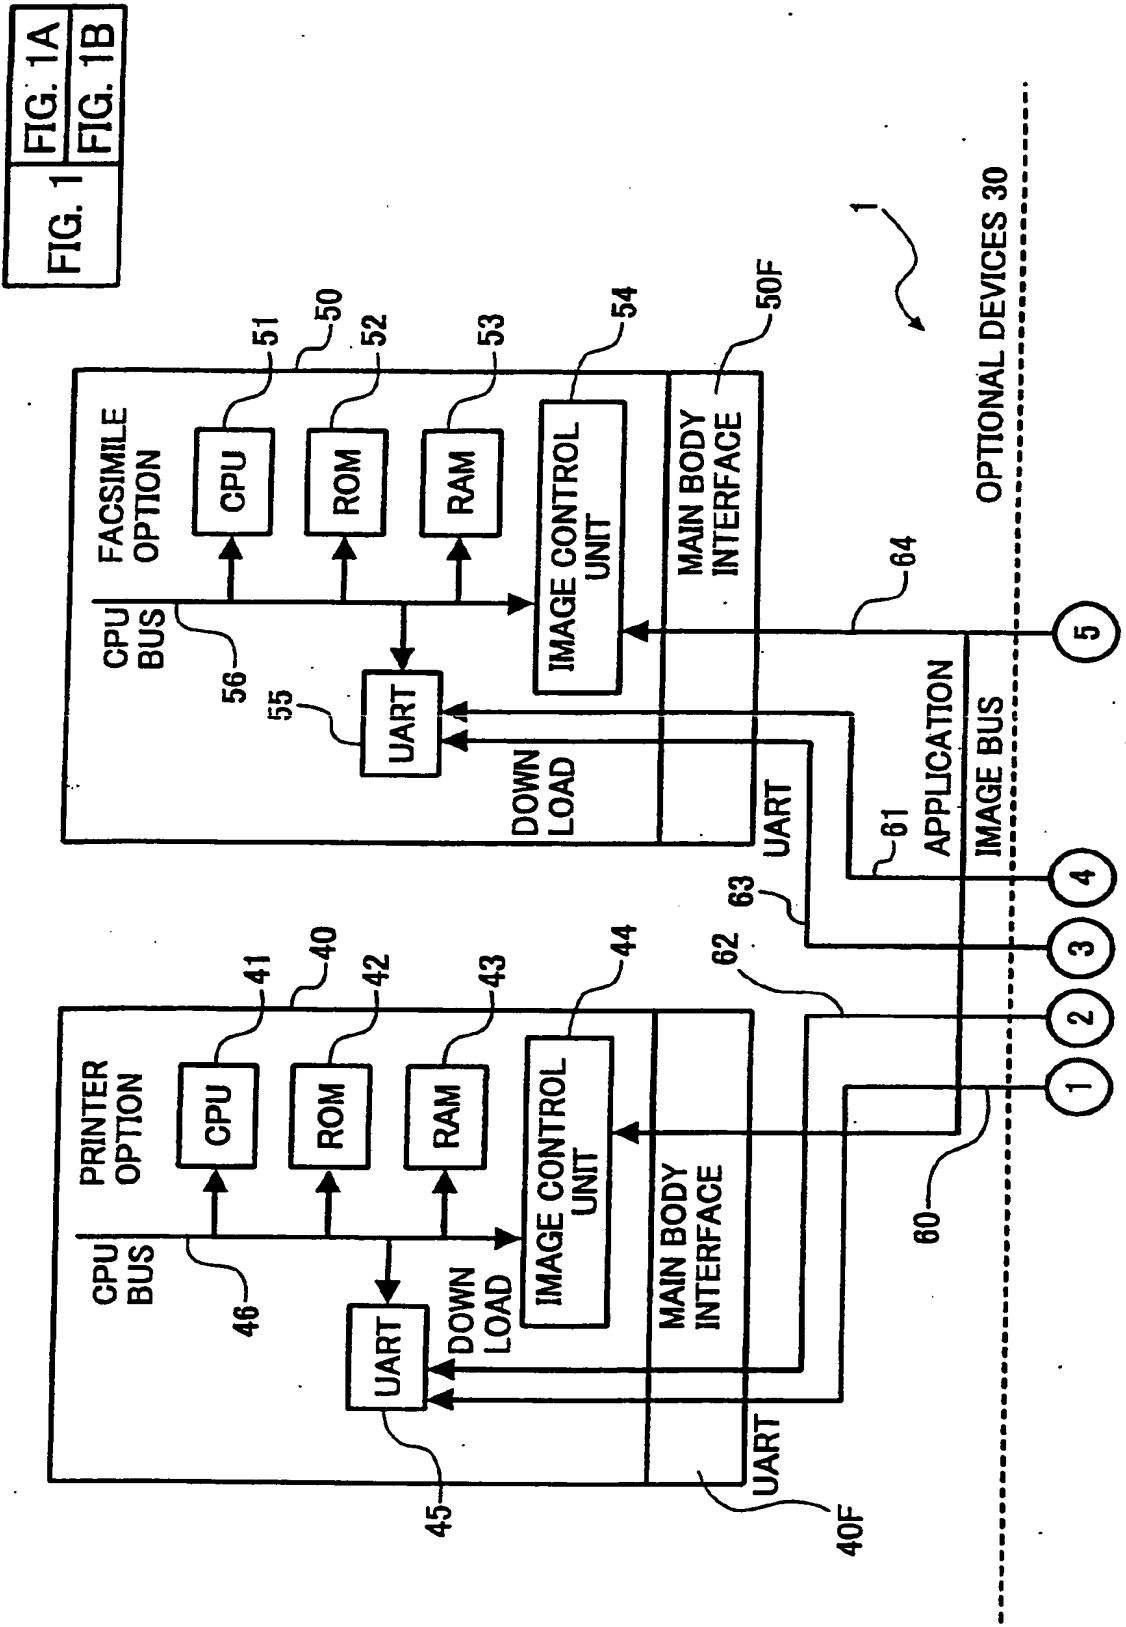 FIG. 1
FIG. 1A
FIG. 1B
PRINTER
OPTION
CPU
BUS
46
CPU
41
40
ROM
42
RAM
43
UART
45
DOWN
LOAD
IMAGE CONTROL
UNIT
44
MAIN BODY
INTERFACE
40F
UART
FACSIMILE
OPTION
CPU
BUS
56
CPU
51
50
ROM
52
RAM
53
UART
55
DOWN
LOAD
IMAGE CONTROL
UNIT
54
MAIN BODY
INTERFACE
50F
UART
1
60
62
63
61
64
APPLICATION
IMAGE BUS
OPTIONAL DEVICES 30
1
2
3
4
5